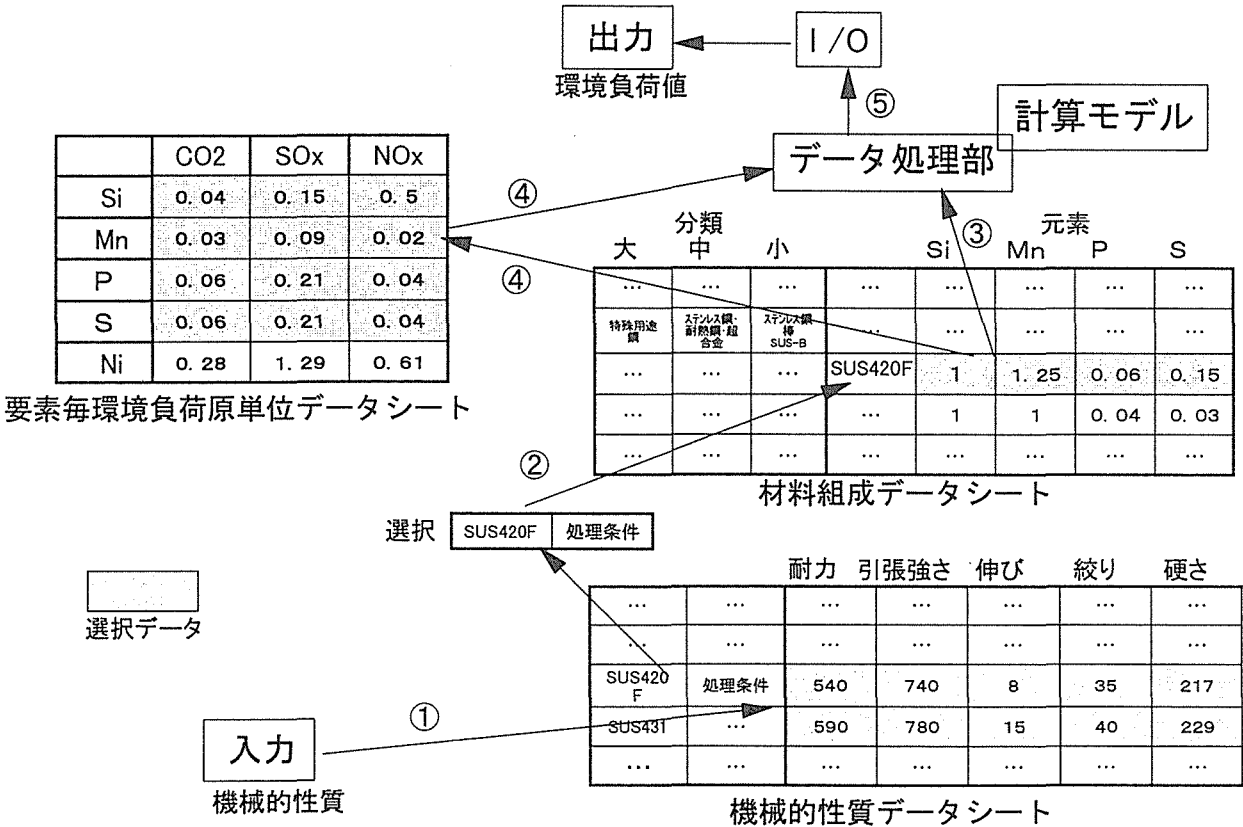 出力
I/O
環境負荷値
⑤
計算モデル
データ処理部
CO2 SOx NOx
Si 0.04 0.15 0.5
Mn 0.03 0.09 0.02
P 0.06 0.21 0.04
S 0.06 0.21 0.04
Ni 0.28 1.29 0.61
要素毎環境負荷原単位データシート
④
④
③
分類 元素
大 中 小 Si Mn P S
… … … … … … … …
特殊用途鋼 ステンレス鋼・耐熱鋼・超合金 ステンレス鋼棒 SUS-B … … … … …
… … … SUS420F 1 1.25 0.06 0.15
… … … … 1 1 0.04 0.03
… … … … … … … …
材料組成データシート
②
選択 SUS420F 処理条件
選択データ
耐力 引張強さ 伸び 絞り 硬さ
… … … … … … …
… … … … … … …
SUS420F 処理条件 540 740 8 35 217
SUS431 … 590 780 15 40 229
… … … … … … …
機械的性質データシート
①
入力
機械的性質